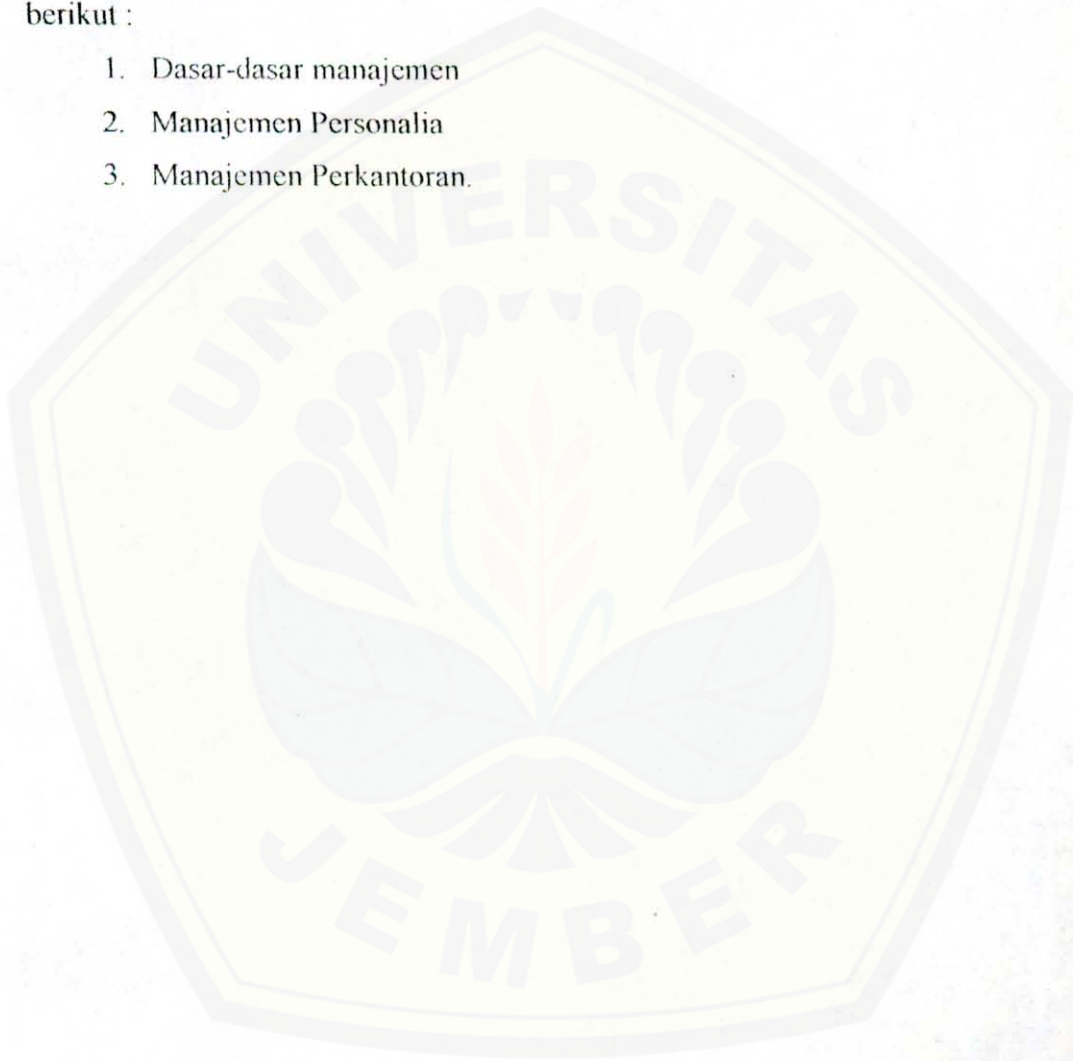 berikut :
1. Dasar-dasar manajemen
2. Manajemen Personalia
3. Manajemen Perkantoran.
UNIVERSITAS
JEMBER